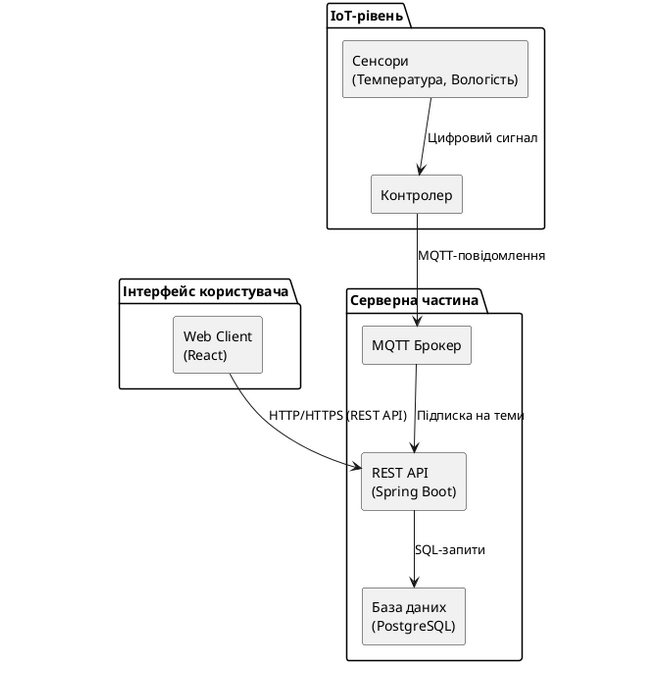 IoT-рівень
Сенсори
(Температура, Вологість)
Цифровий сигнал
Контролер
MQTT-повідомлення
Інтерфейс користувача
Web Client
(React)
Серверна частина
MQTT Брокер
HTTP/HTTPS (REST API)
Підписка на теми
REST API
(Spring Boot)
SQL-запити
База даних
(PostgreSQL)